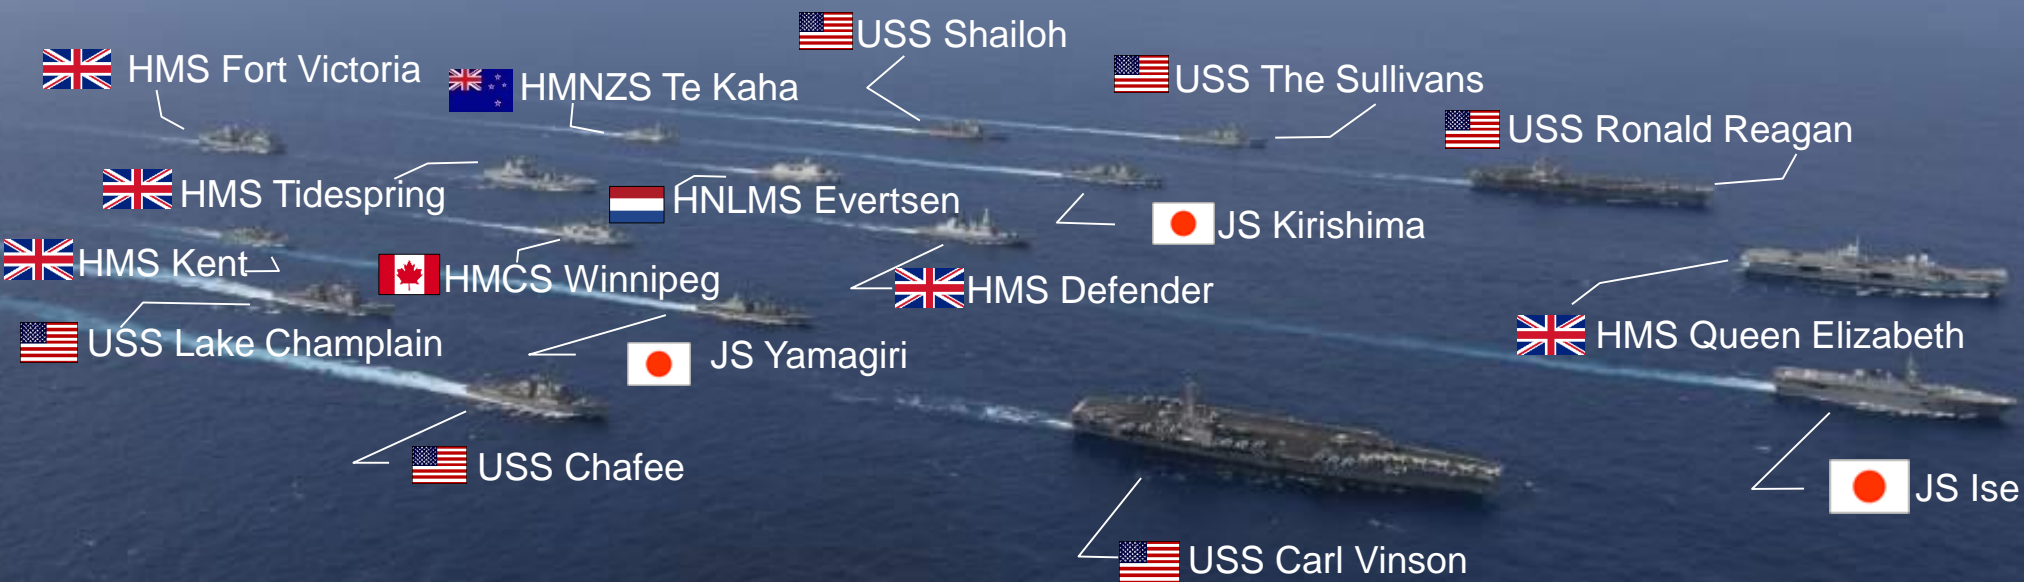 USS Shailoh
HMS Fort Victoria
HMNZS Te Kaha
USS The Sullivans
USS Ronald Reagan
HMS Tidespring
HNLMS Evertsen
JS Kirishima
HMS Kent
HMCS Winnipeg
HMS Defender
USS Lake Champlain
JS Yamagiri
HMS Queen Elizabeth
USS Chafee
JS Ise
USS Carl Vinson